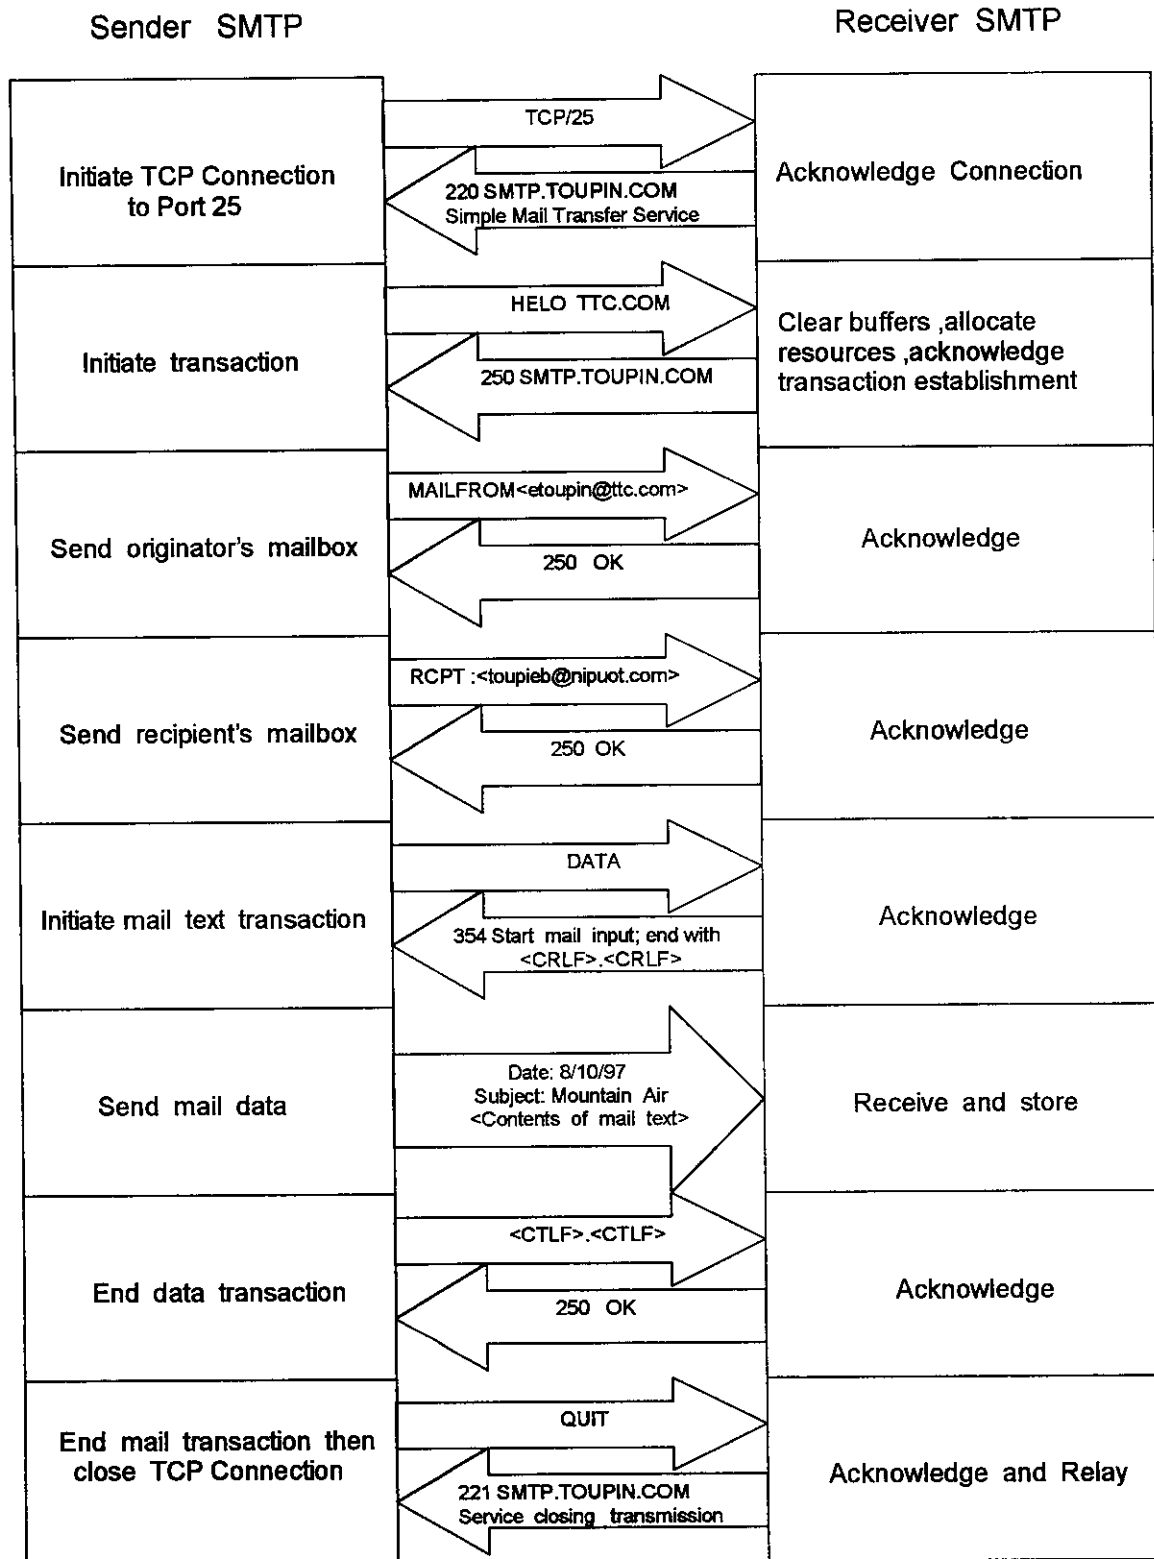 Sender SMTP
Receiver SMTP
Initiate TCP Connection
to Port 25
TCP/25
220 SMTP.TOUPIN.COM
Simple Mail Transfer Service
Acknowledge Connection
Initiate transaction
HELO TTC.COM
250 SMTP.TOUPIN.COM
Clear buffers ,allocate
resources ,acknowledge
transaction establishment
Send originator's mailbox
MAILFROM<etoupin@ttc.com>
250 OK
Acknowledge
Send recipient's mailbox
RCPT :<toupieb@nipuot.com>
250 OK
Acknowledge
Initiate mail text transaction
DATA
354 Start mail input; end with
<CRLF>.<CRLF>
Acknowledge
Send mail data
Date: 8/10/97
Subject: Mountain Air
<Contents of mail text>
Receive and store
End data transaction
<CTLF>.<CTLF>
250 OK
Acknowledge
End mail transaction then
close TCP Connection
QUIT
221 SMTP.TOUPIN.COM
Service closing transmission
Acknowledge and Relay